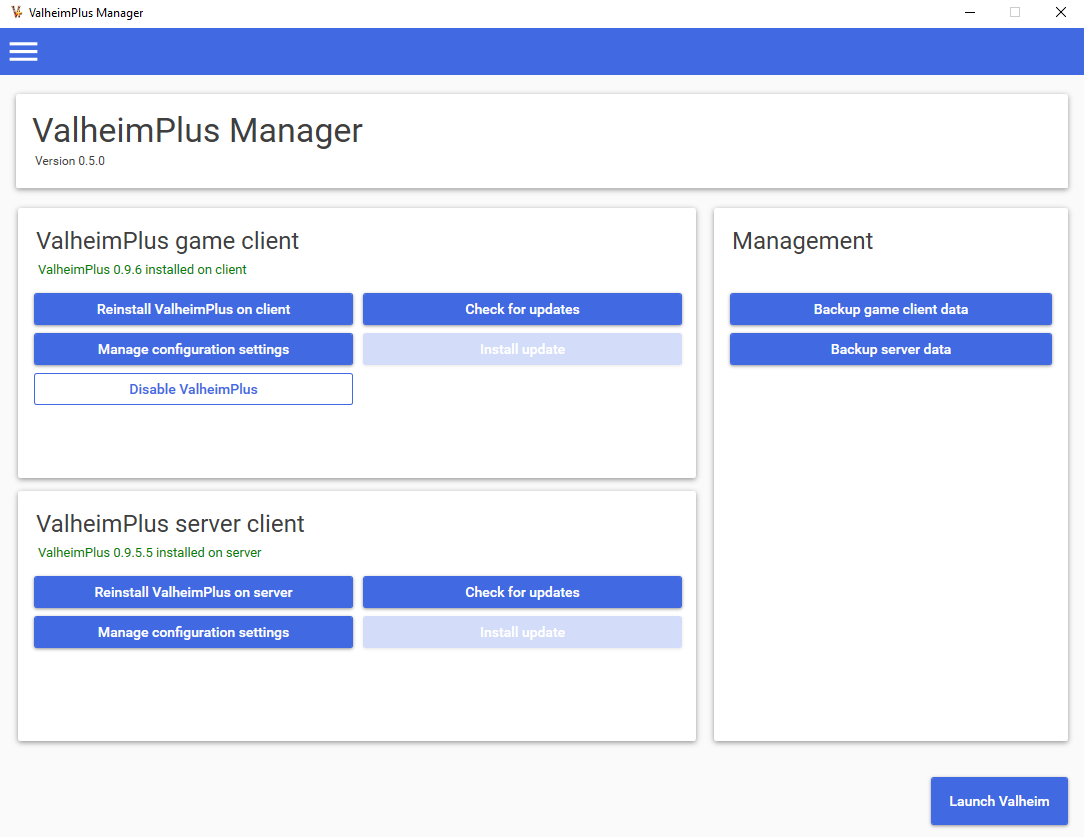 ValheimPlus Manager
ValheimPlus Manager
Version 0.5.0
ValheimPlus game client
ValheimPlus 0.9.6 installed on client
Reinstall ValheimPlus on client
Check for updates
Manage configuration settings
Install update
Disable ValheimPlus
Management
Backup game client data
Backup server data
ValheimPlus server client
ValheimPlus 0.9.5.5 installed on server
Reinstall ValheimPlus on server
Check for updates
Manage configuration settings
Install update
Launch Valheim